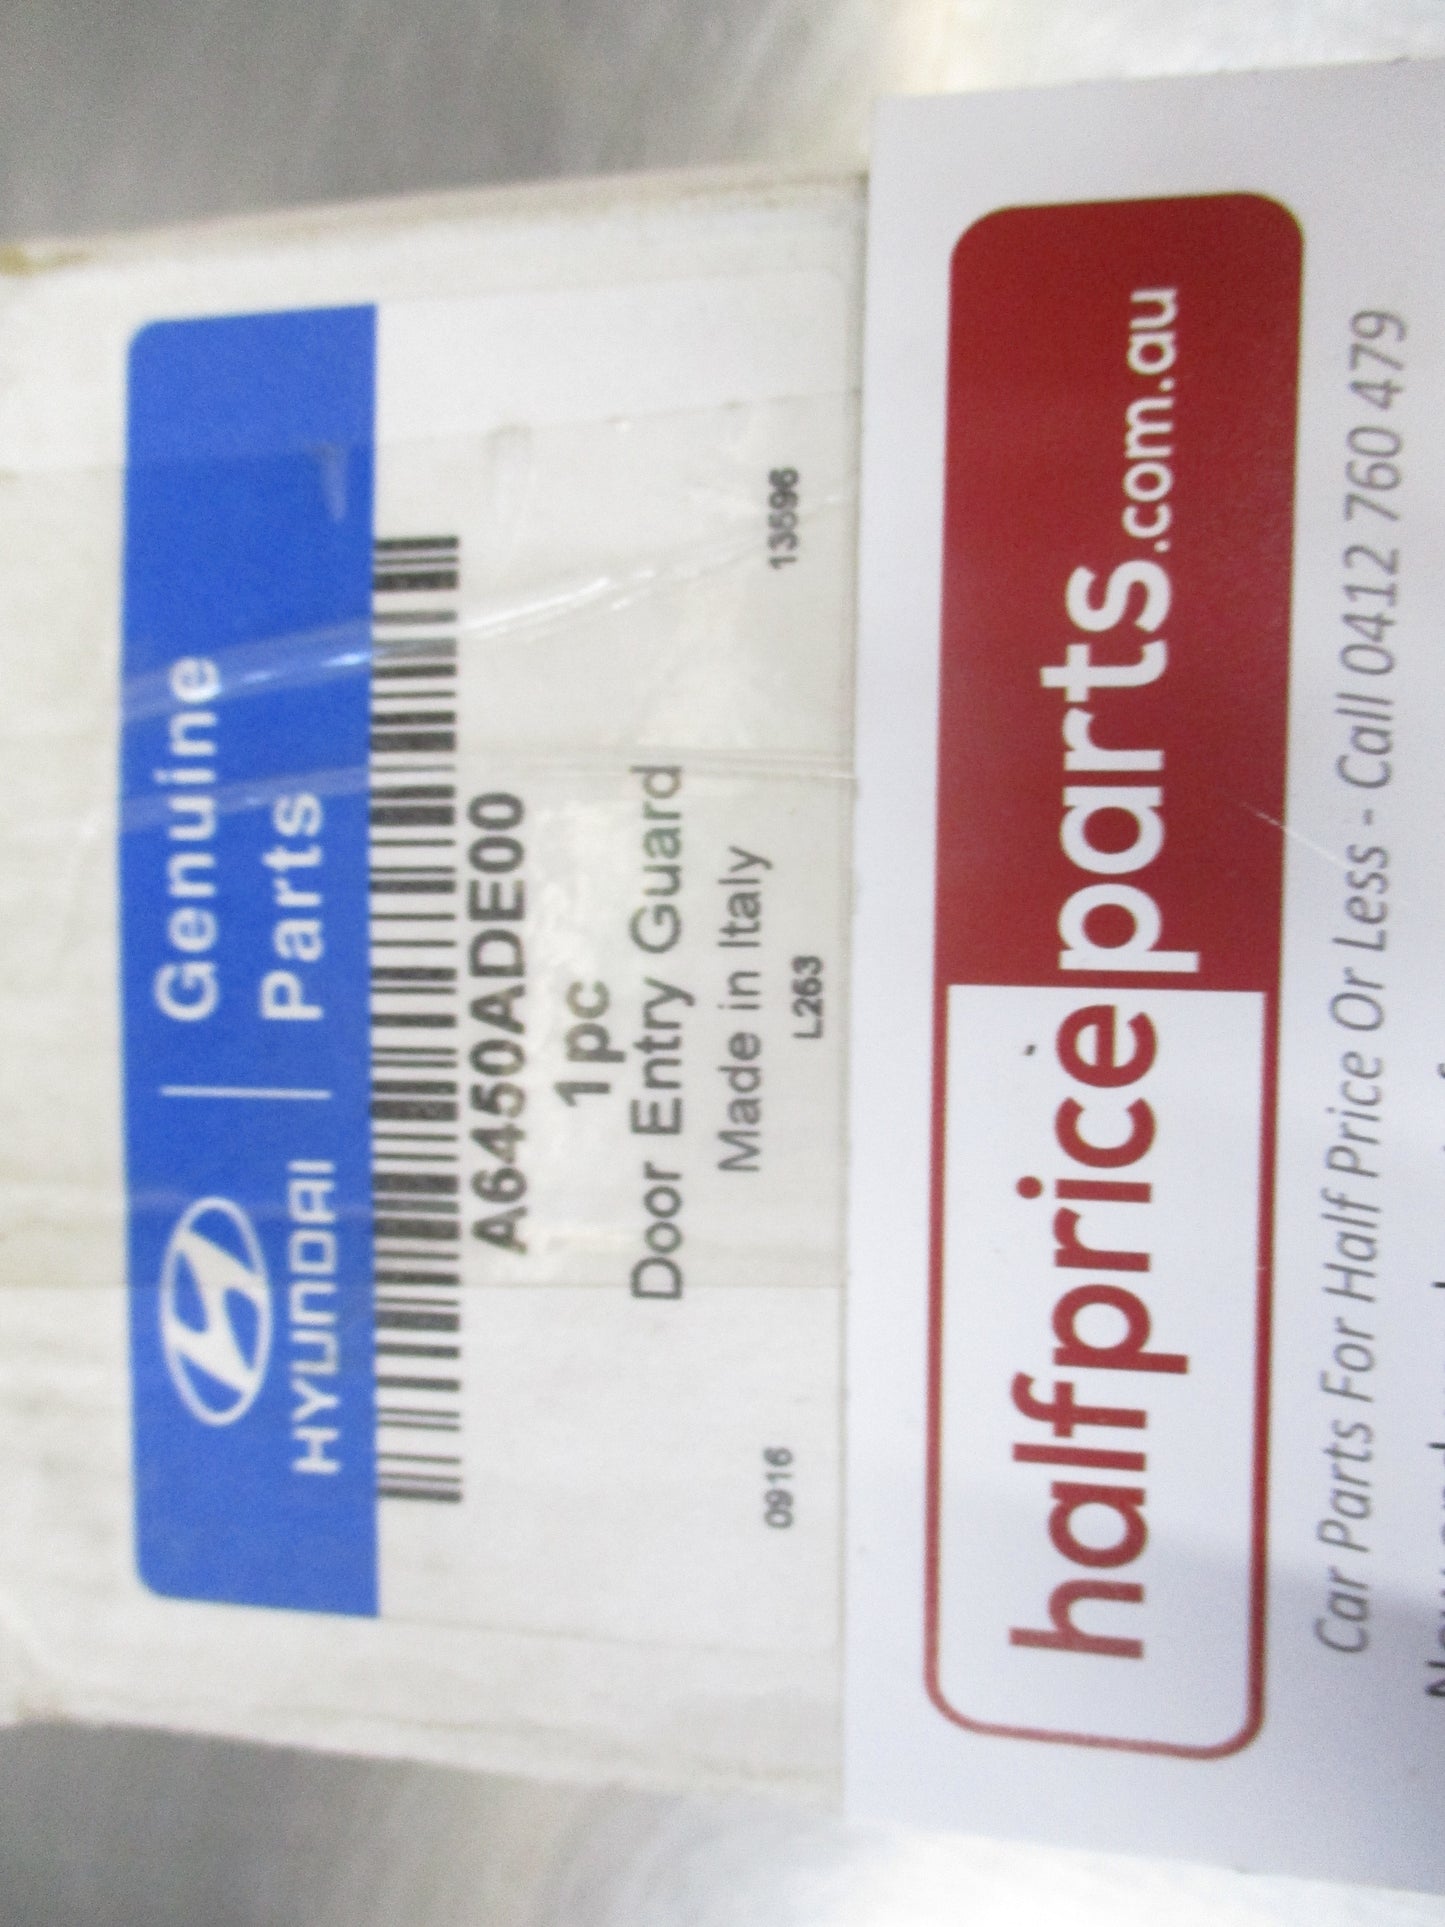 HYUNDAI
Genuine
Parts
A6450ADE00
1pc
Door Entry Guard
Made in Italy
0916
L263
13596
halfpriceparts.com.au
Car Parts For Half Price Or Less - Call 0412 760 479